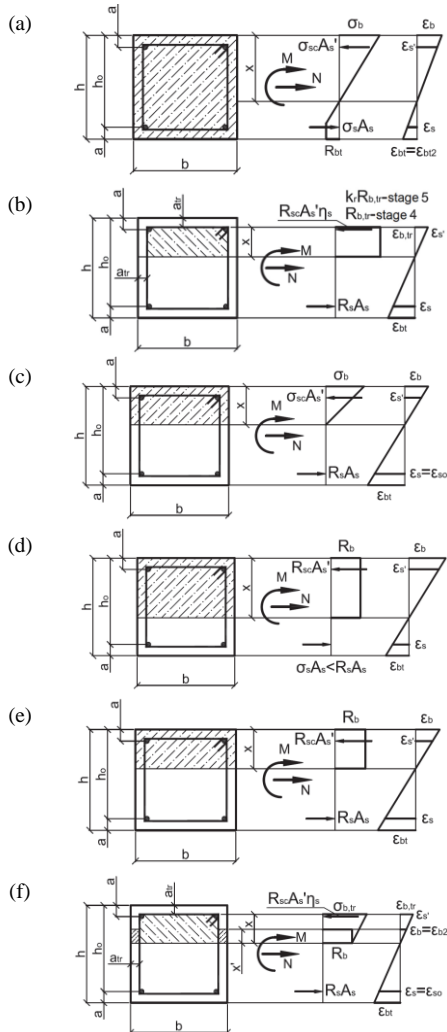 (a)
a
h
h₀
a
b
x
M
N
σscAs'
σsAs
Rbt
σb
εb
εs'
εs
εbt=εbt2
(b)
a
atr
h
h₀
atr
a
b
x
M
N
krRb,tr-stage 5
RscAs'ηs
Rb,tr-stage 4
RsAs
εb,tr
εs'
εs
εbt
(c)
a
h
h₀
a
b
x
M
N
σb
σscAs'
RsAs
εb
εs'
εs=εso
εbt
(d)
a
h
h₀
a
b
x
M
N
Rb
RscAs'
σsAs<RsAs
εb
εs'
εs
εbt
(e)
a
h
h₀
a
b
x
M
N
Rb
RscAs'
RsAs
εb
εs'
εs
εbt
(f)
a
atr
h
h₀
atr
a
b
x
x'
M
N
RscAs'ηs
σb,tr
Rb
RsAs
εb,tr
εs'
εb=εb2
εs=εso
εbt